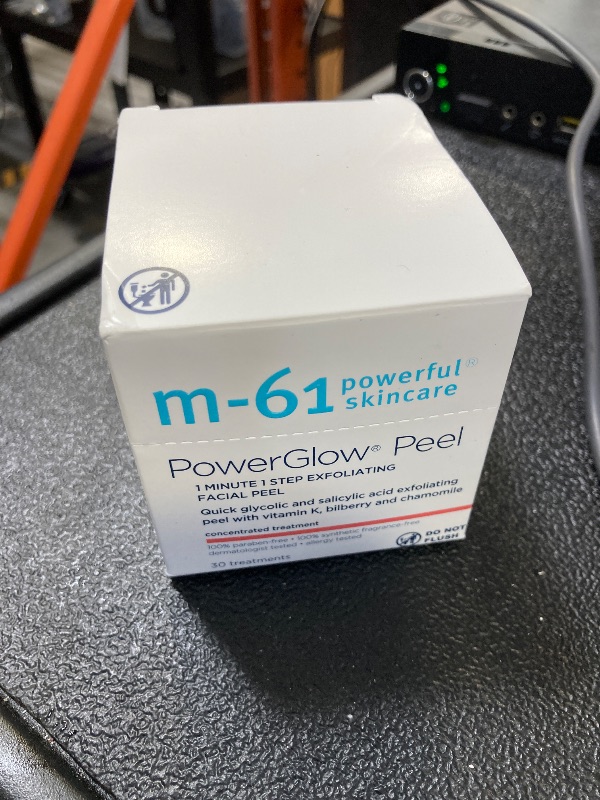 m-61 powerful®
skincare
PowerGlow® Peel
1 MINUTE 1 STEP EXFOLIATING
FACIAL PEEL
Quick glycolic and salicylic acid exfoliating
peel with vitamin K, bilberry and chamomile
concentrated treatment
100% paraben-free • 100% synthetic fragrance-free
dermatologist tested • allergy tested
DO NOT
FLUSH
30 treatments